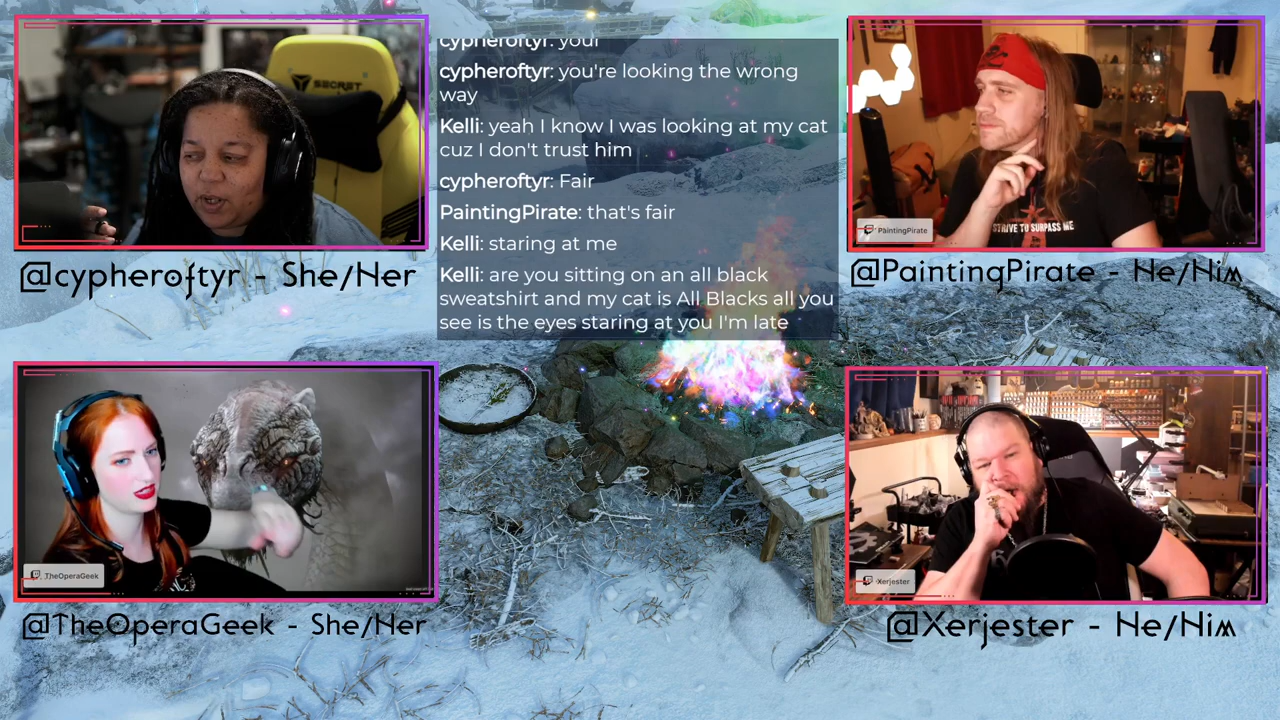 SECRET
cypheroftyr: your
cypheroftyr: you're looking the wrong
way
Kelli: yeah I know I was looking at my cat
cuz I don't trust him
cypheroftyr: Fair
PaintingPirate: that's fair
Kelli: staring at me
Kelli: are you sitting on an all black
sweatshirt and my cat is All Blacks all you
see is the eyes staring at you I'm late
STRIVE TO SURPASS ME
PaintingPirate
@cypheroftyr - She/Her
@PaintingPirate - He/Him
TheOperaGeek
Xerjester
@TheOperaGeek - She/Her
@Xerjester - He/Him